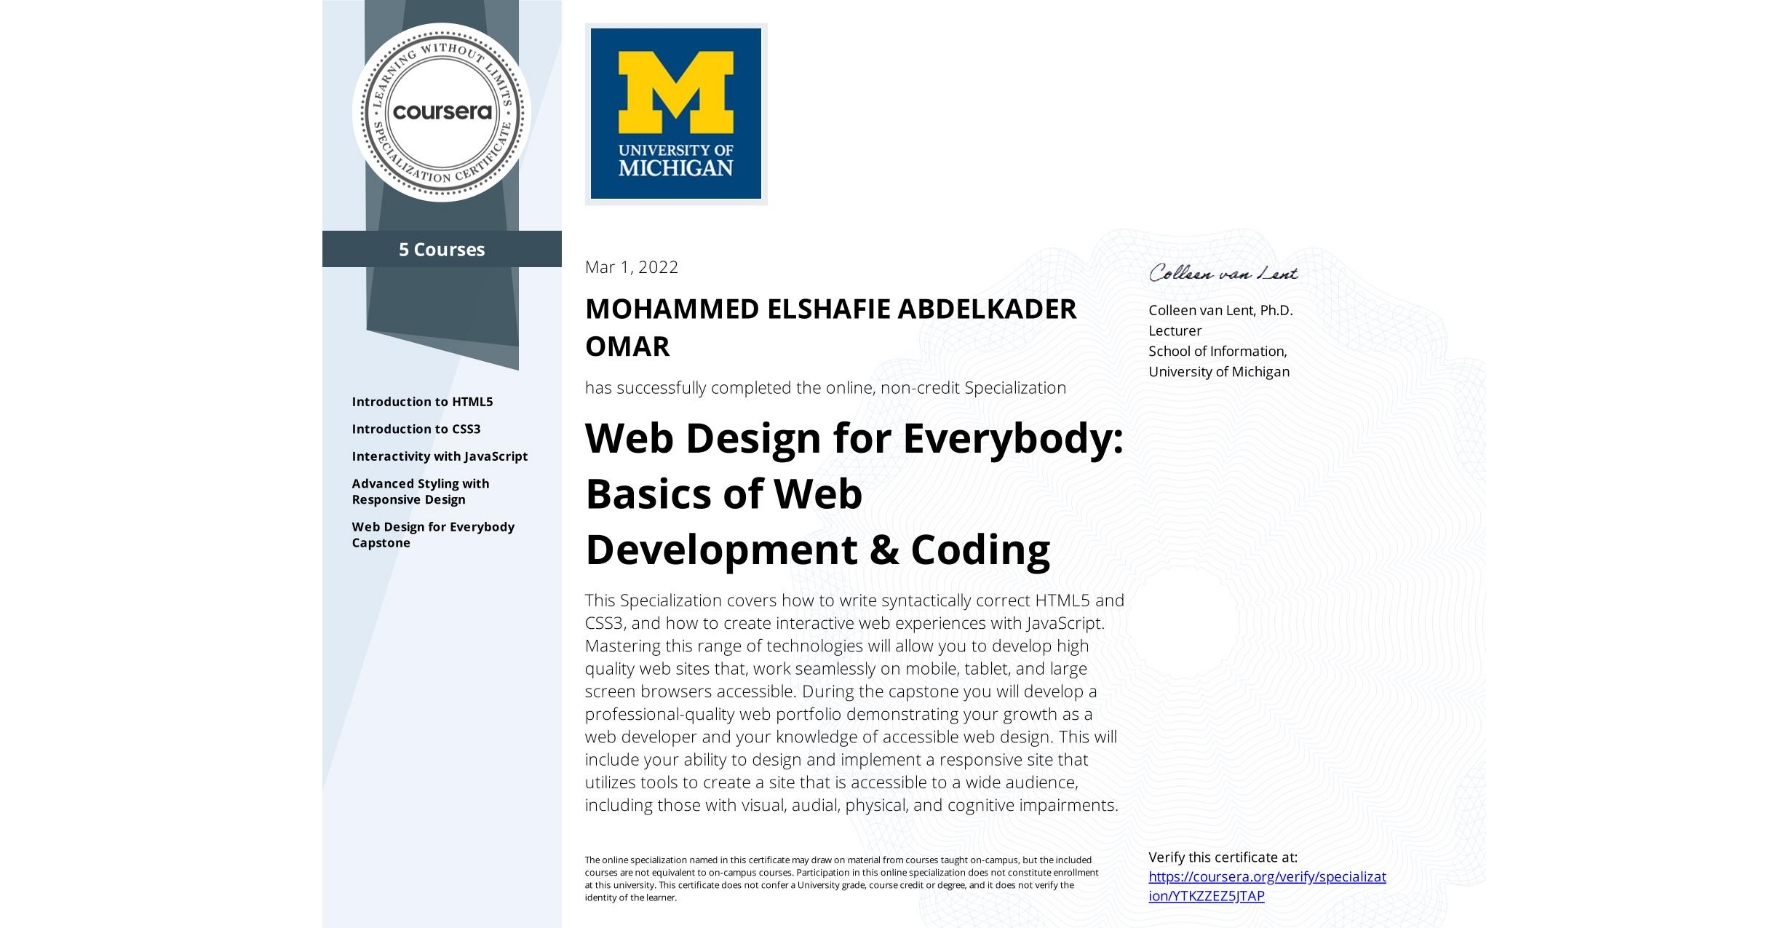 LEARNING WITHOUT LIMITS
coursera
SPECIALIZATION CERTIFICATE
5 Courses
Introduction to HTML5
Introduction to CSS3
Interactivity with JavaScript
Advanced Styling with
Responsive Design
Web Design for Everybody
Capstone
M
UNIVERSITY OF
MICHIGAN
Mar 1, 2022
MOHAMMED ELSHAFIE ABDELKADER
OMAR
has successfully completed the online, non-credit Specialization
Web Design for Everybody:
Basics of Web
Development & Coding
This Specialization covers how to write syntactically correct HTML5 and
CSS3, and how to create interactive web experiences with JavaScript.
Mastering this range of technologies will allow you to develop high
quality web sites that, work seamlessly on mobile, tablet, and large
screen browsers accessible. During the capstone you will develop a
professional-quality web portfolio demonstrating your growth as a
web developer and your knowledge of accessible web design. This will
include your ability to design and implement a responsive site that
utilizes tools to create a site that is accessible to a wide audience,
including those with visual, audial, physical, and cognitive impairments.
The online specialization named in this certificate may draw on material from courses taught on-campus, but the included
courses are not equivalent to on-campus courses. Participation in this online specialization does not constitute enrollment
at this university. This certificate does not confer a University grade, course credit or degree, and it does not verify the
identity of the learner.
Colleen van Lent
Colleen van Lent, Ph.D.
Lecturer
School of Information,
University of Michigan
Verify this certificate at:
https://coursera.org/verify/specializat
ion/YTKZZEZ5JTAP